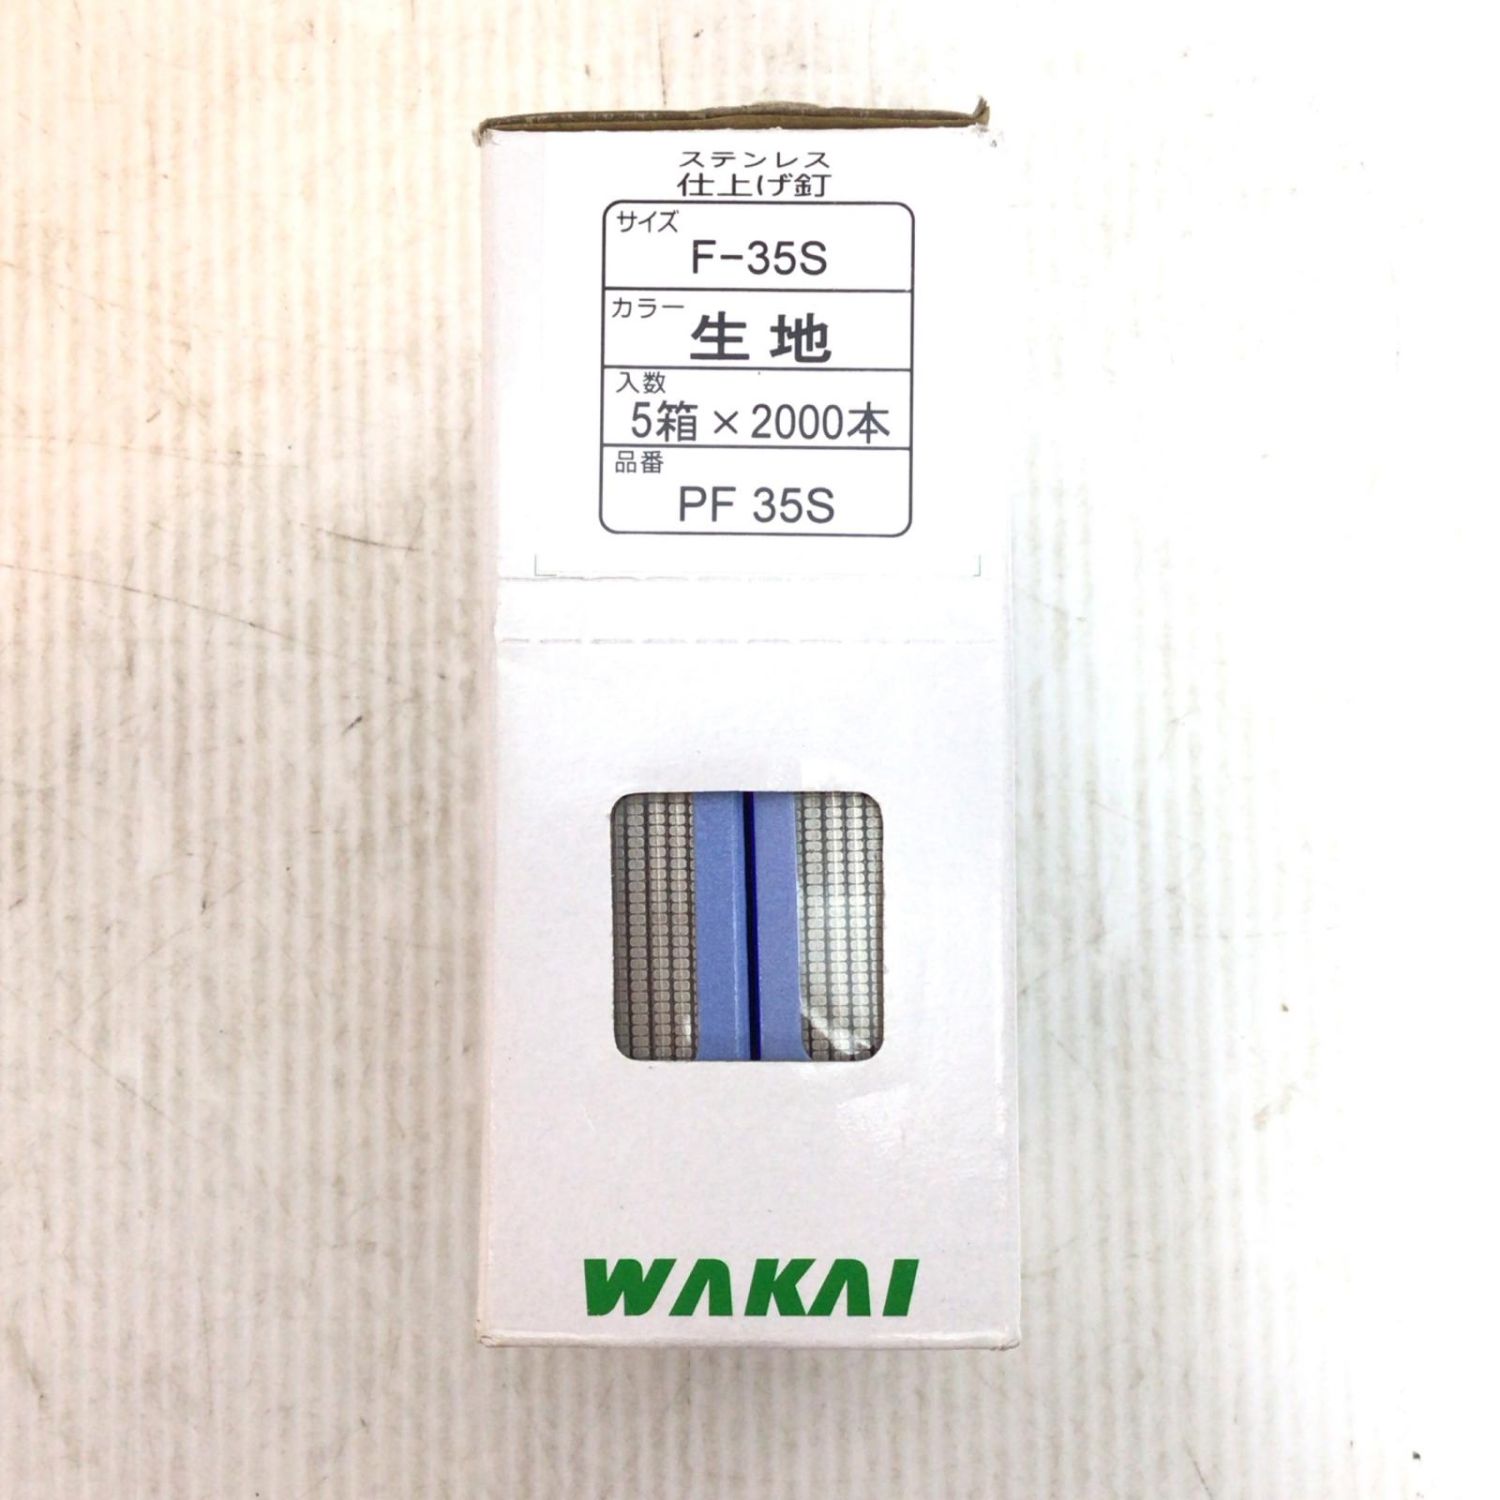 ステンレス
仕上げ釘
サイズ
F-35S
カラー
生地
入数
5箱×2000本
品番
PF 35S
WAKAI